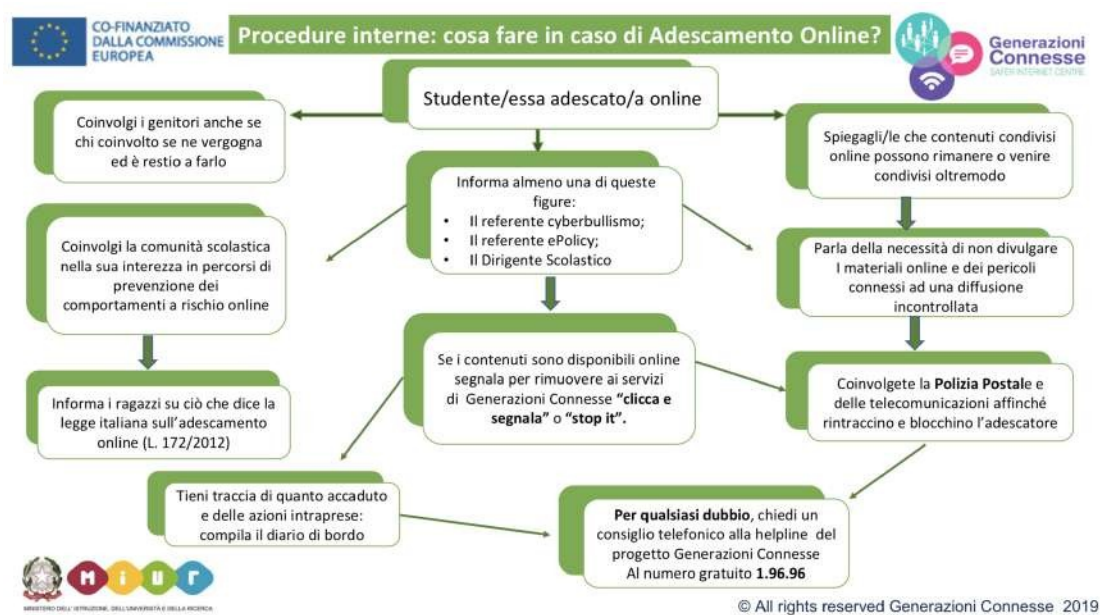 CO-FINANZIATO
DALLA COMMISSIONE
EUROPEA
Procedure interne: cosa fare in caso di Adescamento Online?
Generazioni
Connesse
SAFER INTERNET CENTRE
Studente/essa adescato/a online
Coinvolgi i genitori anche se
chi coinvolto se ne vergogna
ed è restio a farlo
Spiegagli/le che contenuti condivisi
online possono rimanere o venire
condivisi oltremodo
Informa almeno una di queste
figure:
• Il referente cyberbullismo;
• Il referente ePolicy;
• Il Dirigente Scolastico
Coinvolgi la comunità scolastica
nella sua interezza in percorsi di
prevenzione dei
comportamenti a rischio online
Parla della necessità di non divulgare
I materiali online e dei pericoli
connessi ad una diffusione
incontrollata
Se i contenuti sono disponibili online
segnala per rimuovere ai servizi
di Generazioni Connesse “clicca e
segnala” o “stop it”.
Informa i ragazzi su ciò che dice la
legge italiana sull’adescamento
online (L. 172/2012)
Coinvolgete la Polizia Postale e
delle telecomunicazioni affinché
rintraccino e blocchino l’adescatore
Tieni traccia di quanto accaduto
e delle azioni intraprese:
compila il diario di bordo
Per qualsiasi dubbio, chiedi un
consiglio telefonico alla helpline del
progetto Generazioni Connesse
Al numero gratuito 1.96.96
MIUR
MINISTERO DELL'ISTRUZIONE, DELL'UNIVERSITÀ E DELLA RICERCA
© All rights reserved Generazioni Connesse 2019